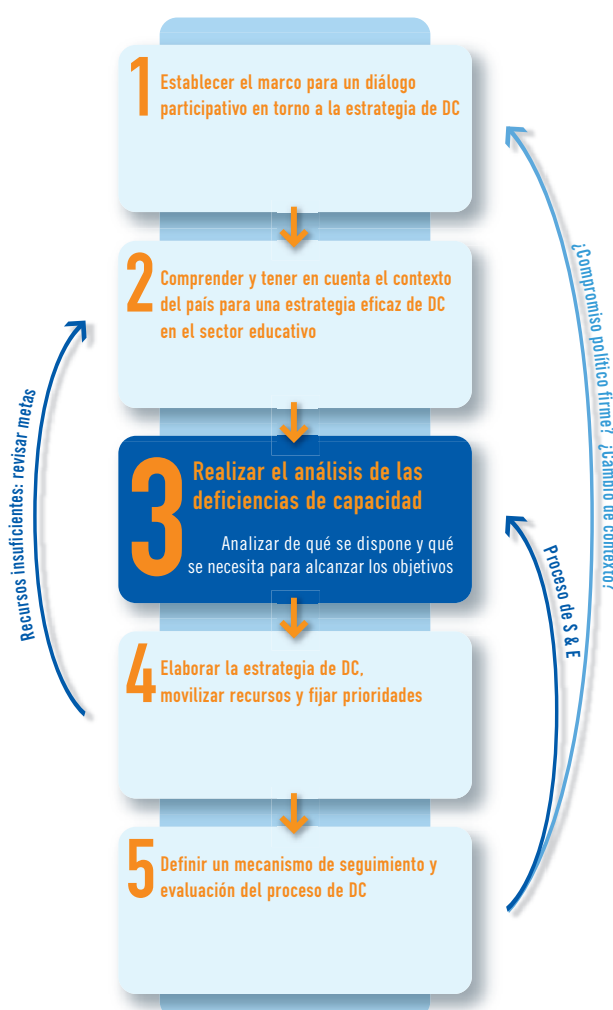 1
Establecer el marco para un diálogo
participativo en torno a la estrategia de DC
2
Comprender y tener en cuenta el contexto
del país para una estrategia eficaz de DC
en el sector educativo
3
Realizar el análisis de las
deficiencias de capacidad
Analizar de qué se dispone y qué
se necesita para alcanzar los objetivos
4
Elaborar la estrategia de DC,
movilizar recursos y fijar prioridades
5
Definir un mecanismo de seguimiento y
evaluación del proceso de DC
Recursos insuficientes: revisar metas
Proceso de S & E
¿Compromiso político firme? ¿Cambio de contexto?